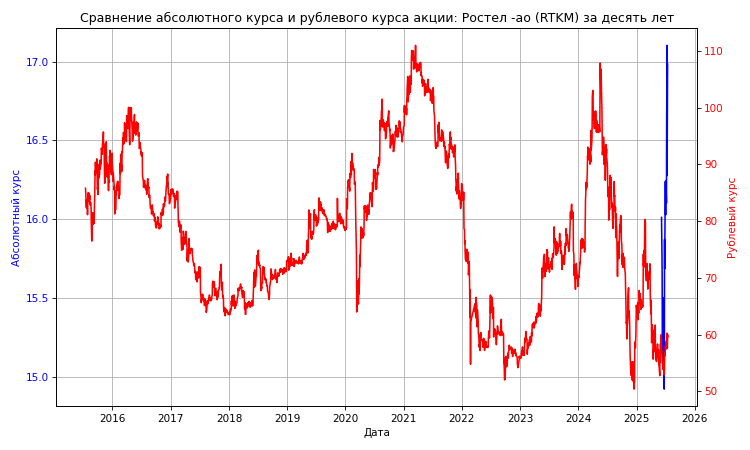 Сравнение абсолютного курса и рублевого курса акции: Ростел -ао (RTKM) за десять лет
17.0
16.5
16.0
15.5
15.0
Абсолютный курс
110
100
90
80
70
60
50
Рублевый курс
2016 2017 2018 2019 2020 2021 2022 2023 2024 2025 2026
Дата